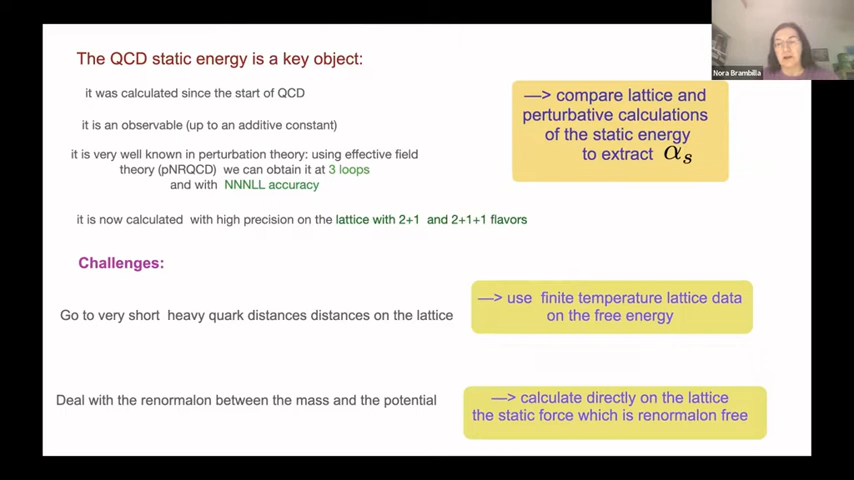 The QCD static energy is a key object:
it was calculated since the start of QCD
it is an observable (up to an additive constant)
it is very well known in perturbation theory: using effective field
theory (pNRQCD) we can obtain it at 3 loops
and with NNNLL accuracy
it is now calculated with high precision on the lattice with 2+1 and 2+1+1 flavors
—> compare lattice and
perturbative calculations
of the static energy
to extract αs
Challenges:
Go to very short heavy quark distances distances on the lattice
—> use finite temperature lattice data
on the free energy
Deal with the renormalon between the mass and the potential
—> calculate directly on the lattice
the static force which is renormalon free
Nora Brambilla